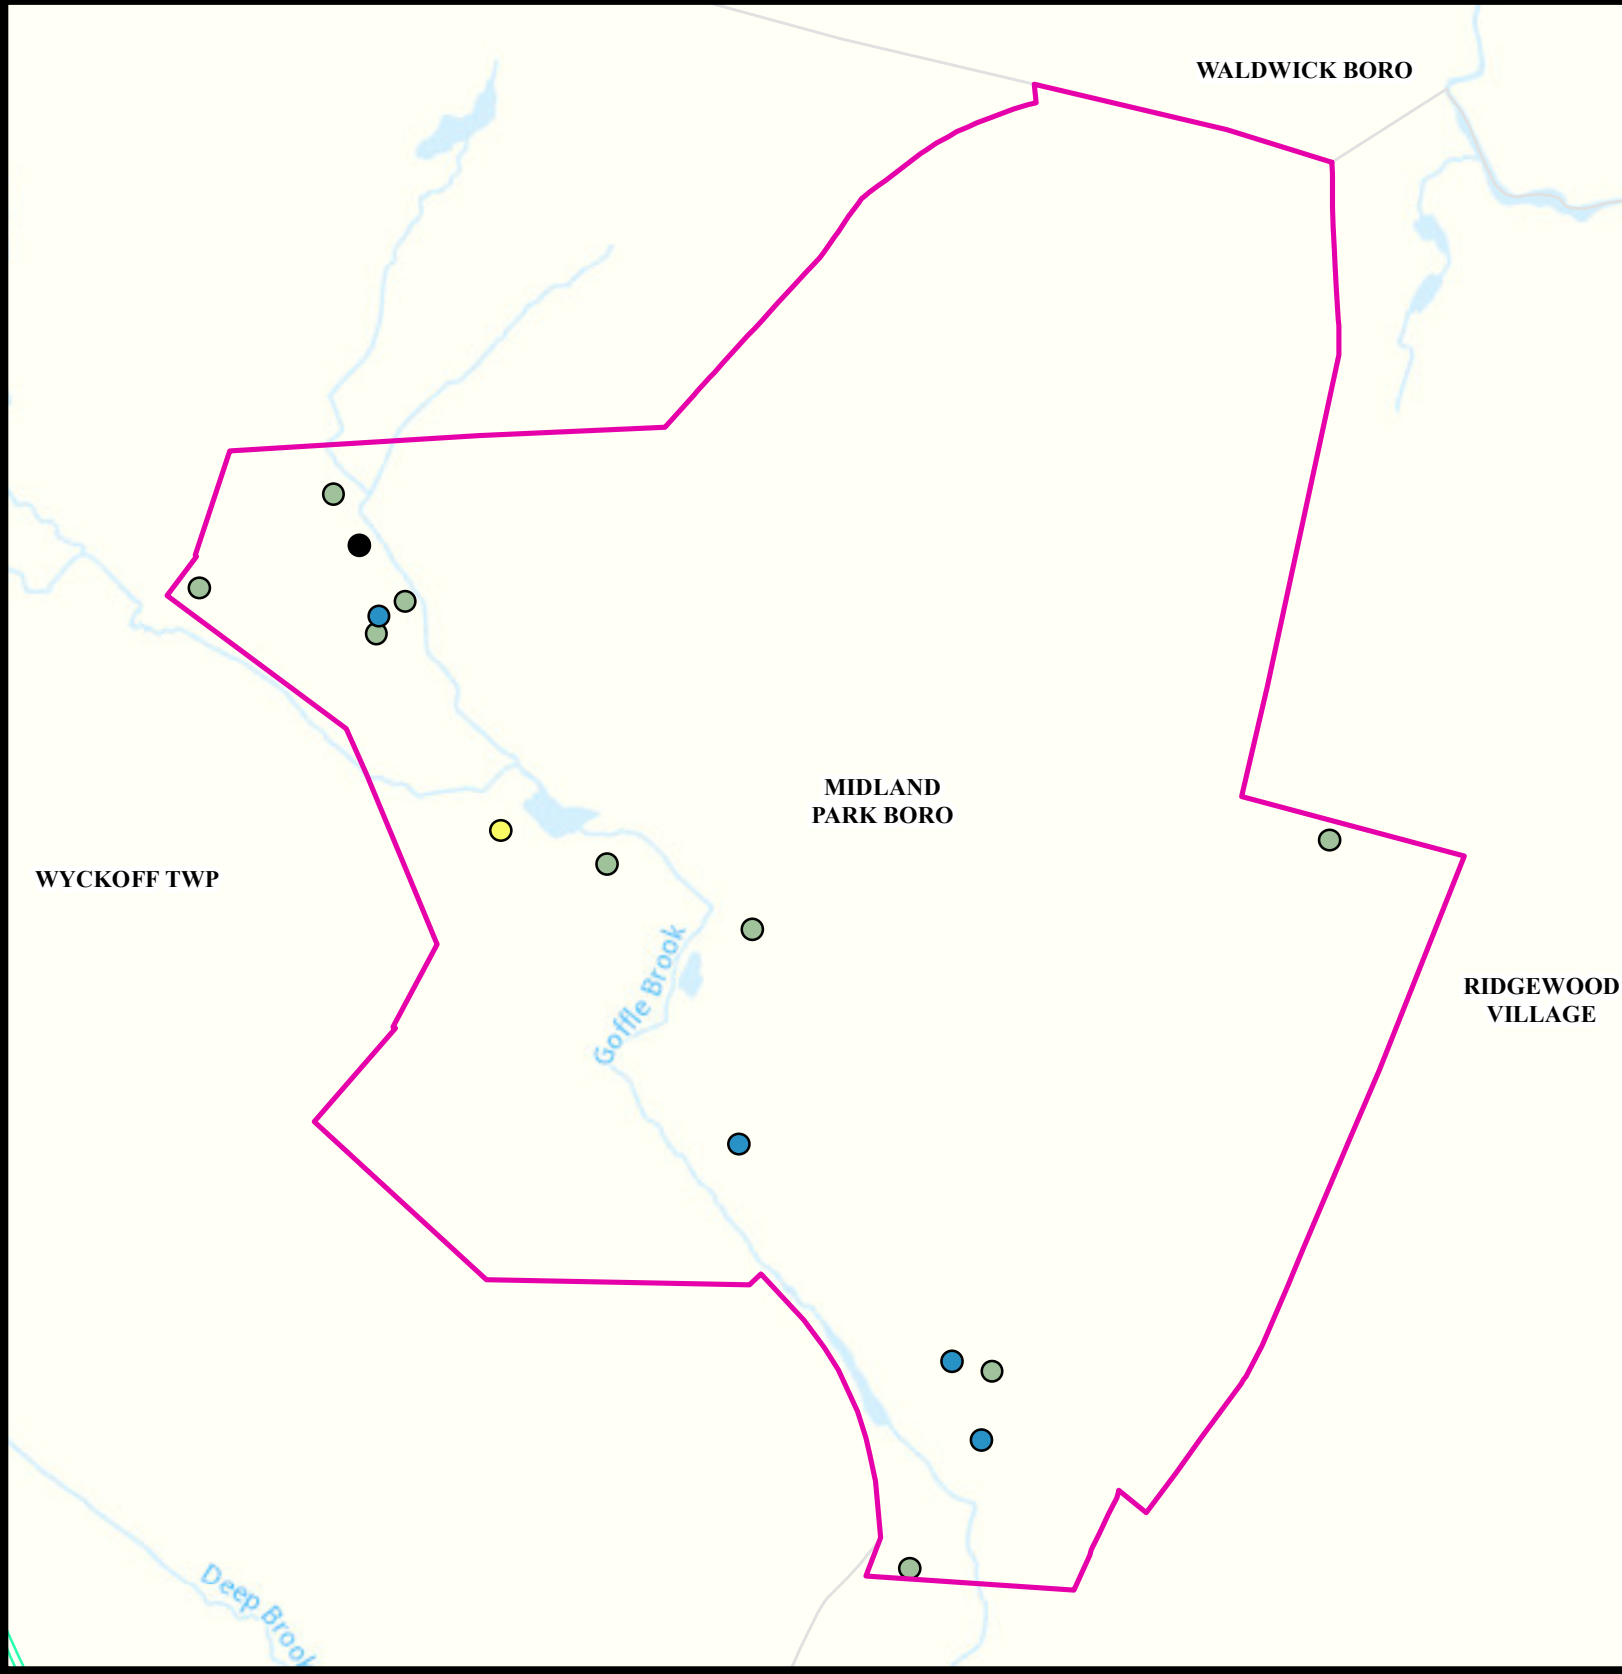 WALDWICK BORO
MIDLAND
PARK BORO
WYCKOFF TWP
Goffle Brook
RIDGEWOOD
VILLAGE
Deep Brook